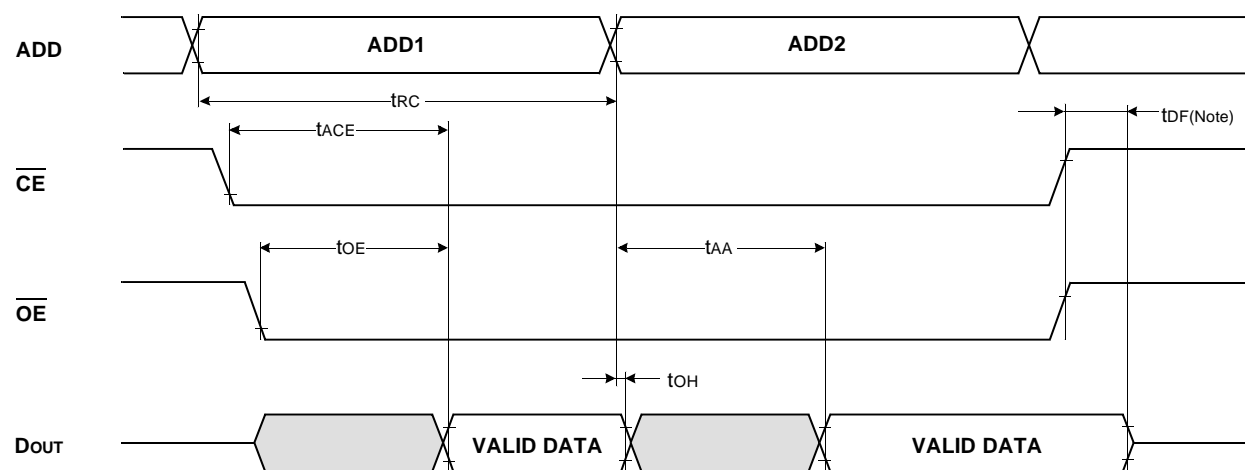 ADD
ADD1
ADD2
tRC
tACE
tDF(Note)
CE
tOE
tAA
OE
tOH
DOUT
VALID DATA
VALID DATA